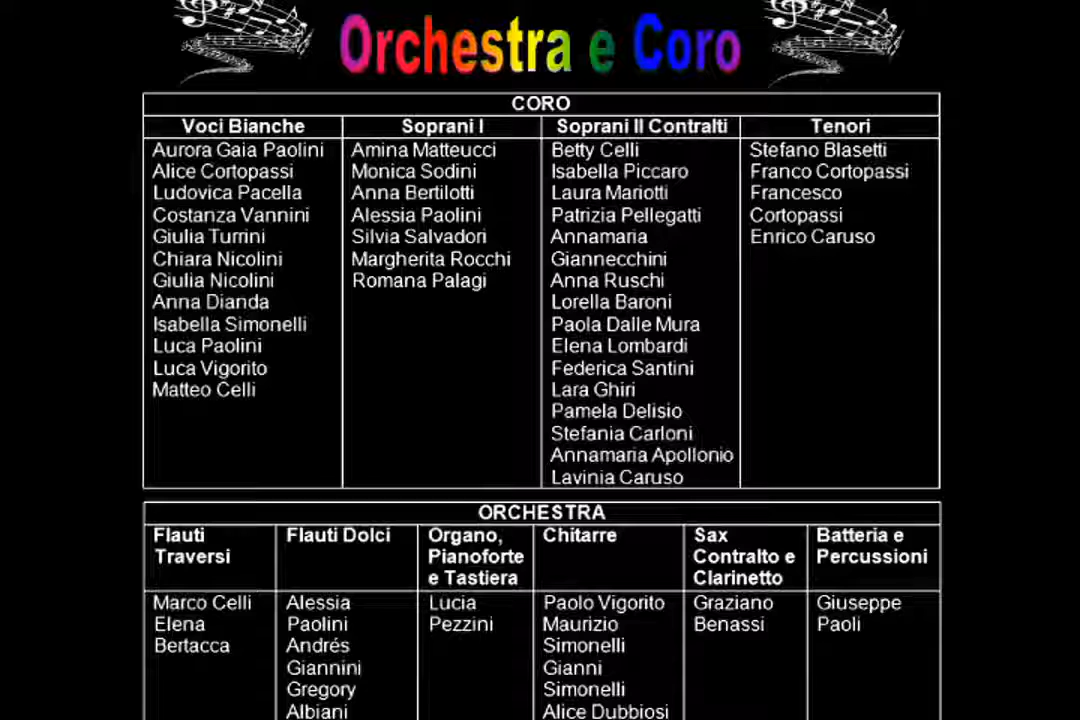 Orchestra e Coro
CORO
Voci Bianche
Aurora Gaia Paolini
Alice Cortopassi
Ludovica Pacella
Costanza Vannini
Giulia Turrini
Chiara Nicolini
Giulia Nicolini
Anna Dianda
Isabella Simonelli
Luca Paolini
Luca Vigorito
Matteo Celli
Soprani I
Amina Matteucci
Monica Sodini
Anna Bertilotti
Alessia Paolini
Silvia Salvadori
Margherita Rocchi
Romana Palagi
Soprani II Contralti
Betty Celli
Isabella Piccaro
Laura Mariotti
Patrizia Pellegatti
Annamaria
Giannecchini
Anna Ruschi
Lorella Baroni
Paola Dalle Mura
Elena Lombardi
Federica Santini
Lara Ghiri
Pamela Delisio
Stefania Carloni
Annamaria Apollonio
Lavinia Caruso
Tenori
Stefano Blasetti
Franco Cortopassi
Francesco
Cortopassi
Enrico Caruso
ORCHESTRA
Flauti
Traversi
Marco Celli
Elena
Bertacca
Flauti Dolci
Alessia
Paolini
Andrés
Giannini
Gregory
Albiani
Organo,
Pianoforte
e Tastiera
Lucia
Pezzini
Chitarre
Paolo Vigorito
Maurizio
Simonelli
Gianni
Simonelli
Alice Dubbiosi
Sax
Contralto e
Clarinetto
Graziano
Benassi
Batteria e
Percussioni
Giuseppe
Paoli